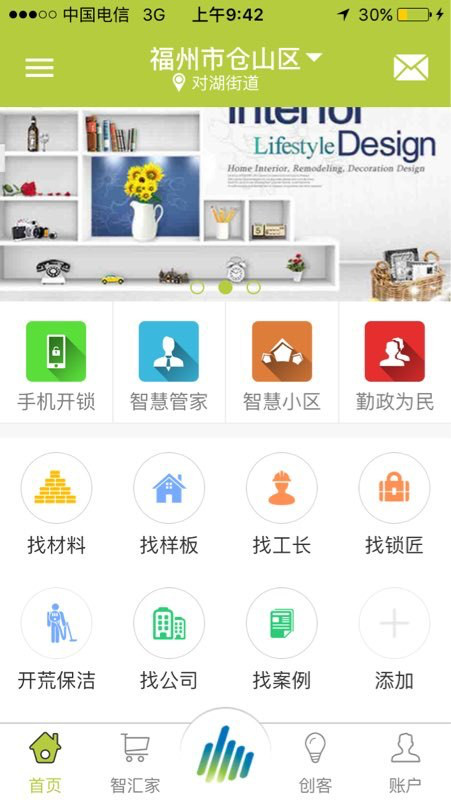 中国电信 3G 上午9:42 30%
福州市仓山区
对湖街道
Interior
Lifestyle Design
Home Interior, Remodeling, Decoration Design
手机开锁 智慧管家 智慧小区 勤政为民
找材料 找样板 找工长 找锁匠
开荒保洁 找公司 找案例 添加
首页 智汇家 创客 账户